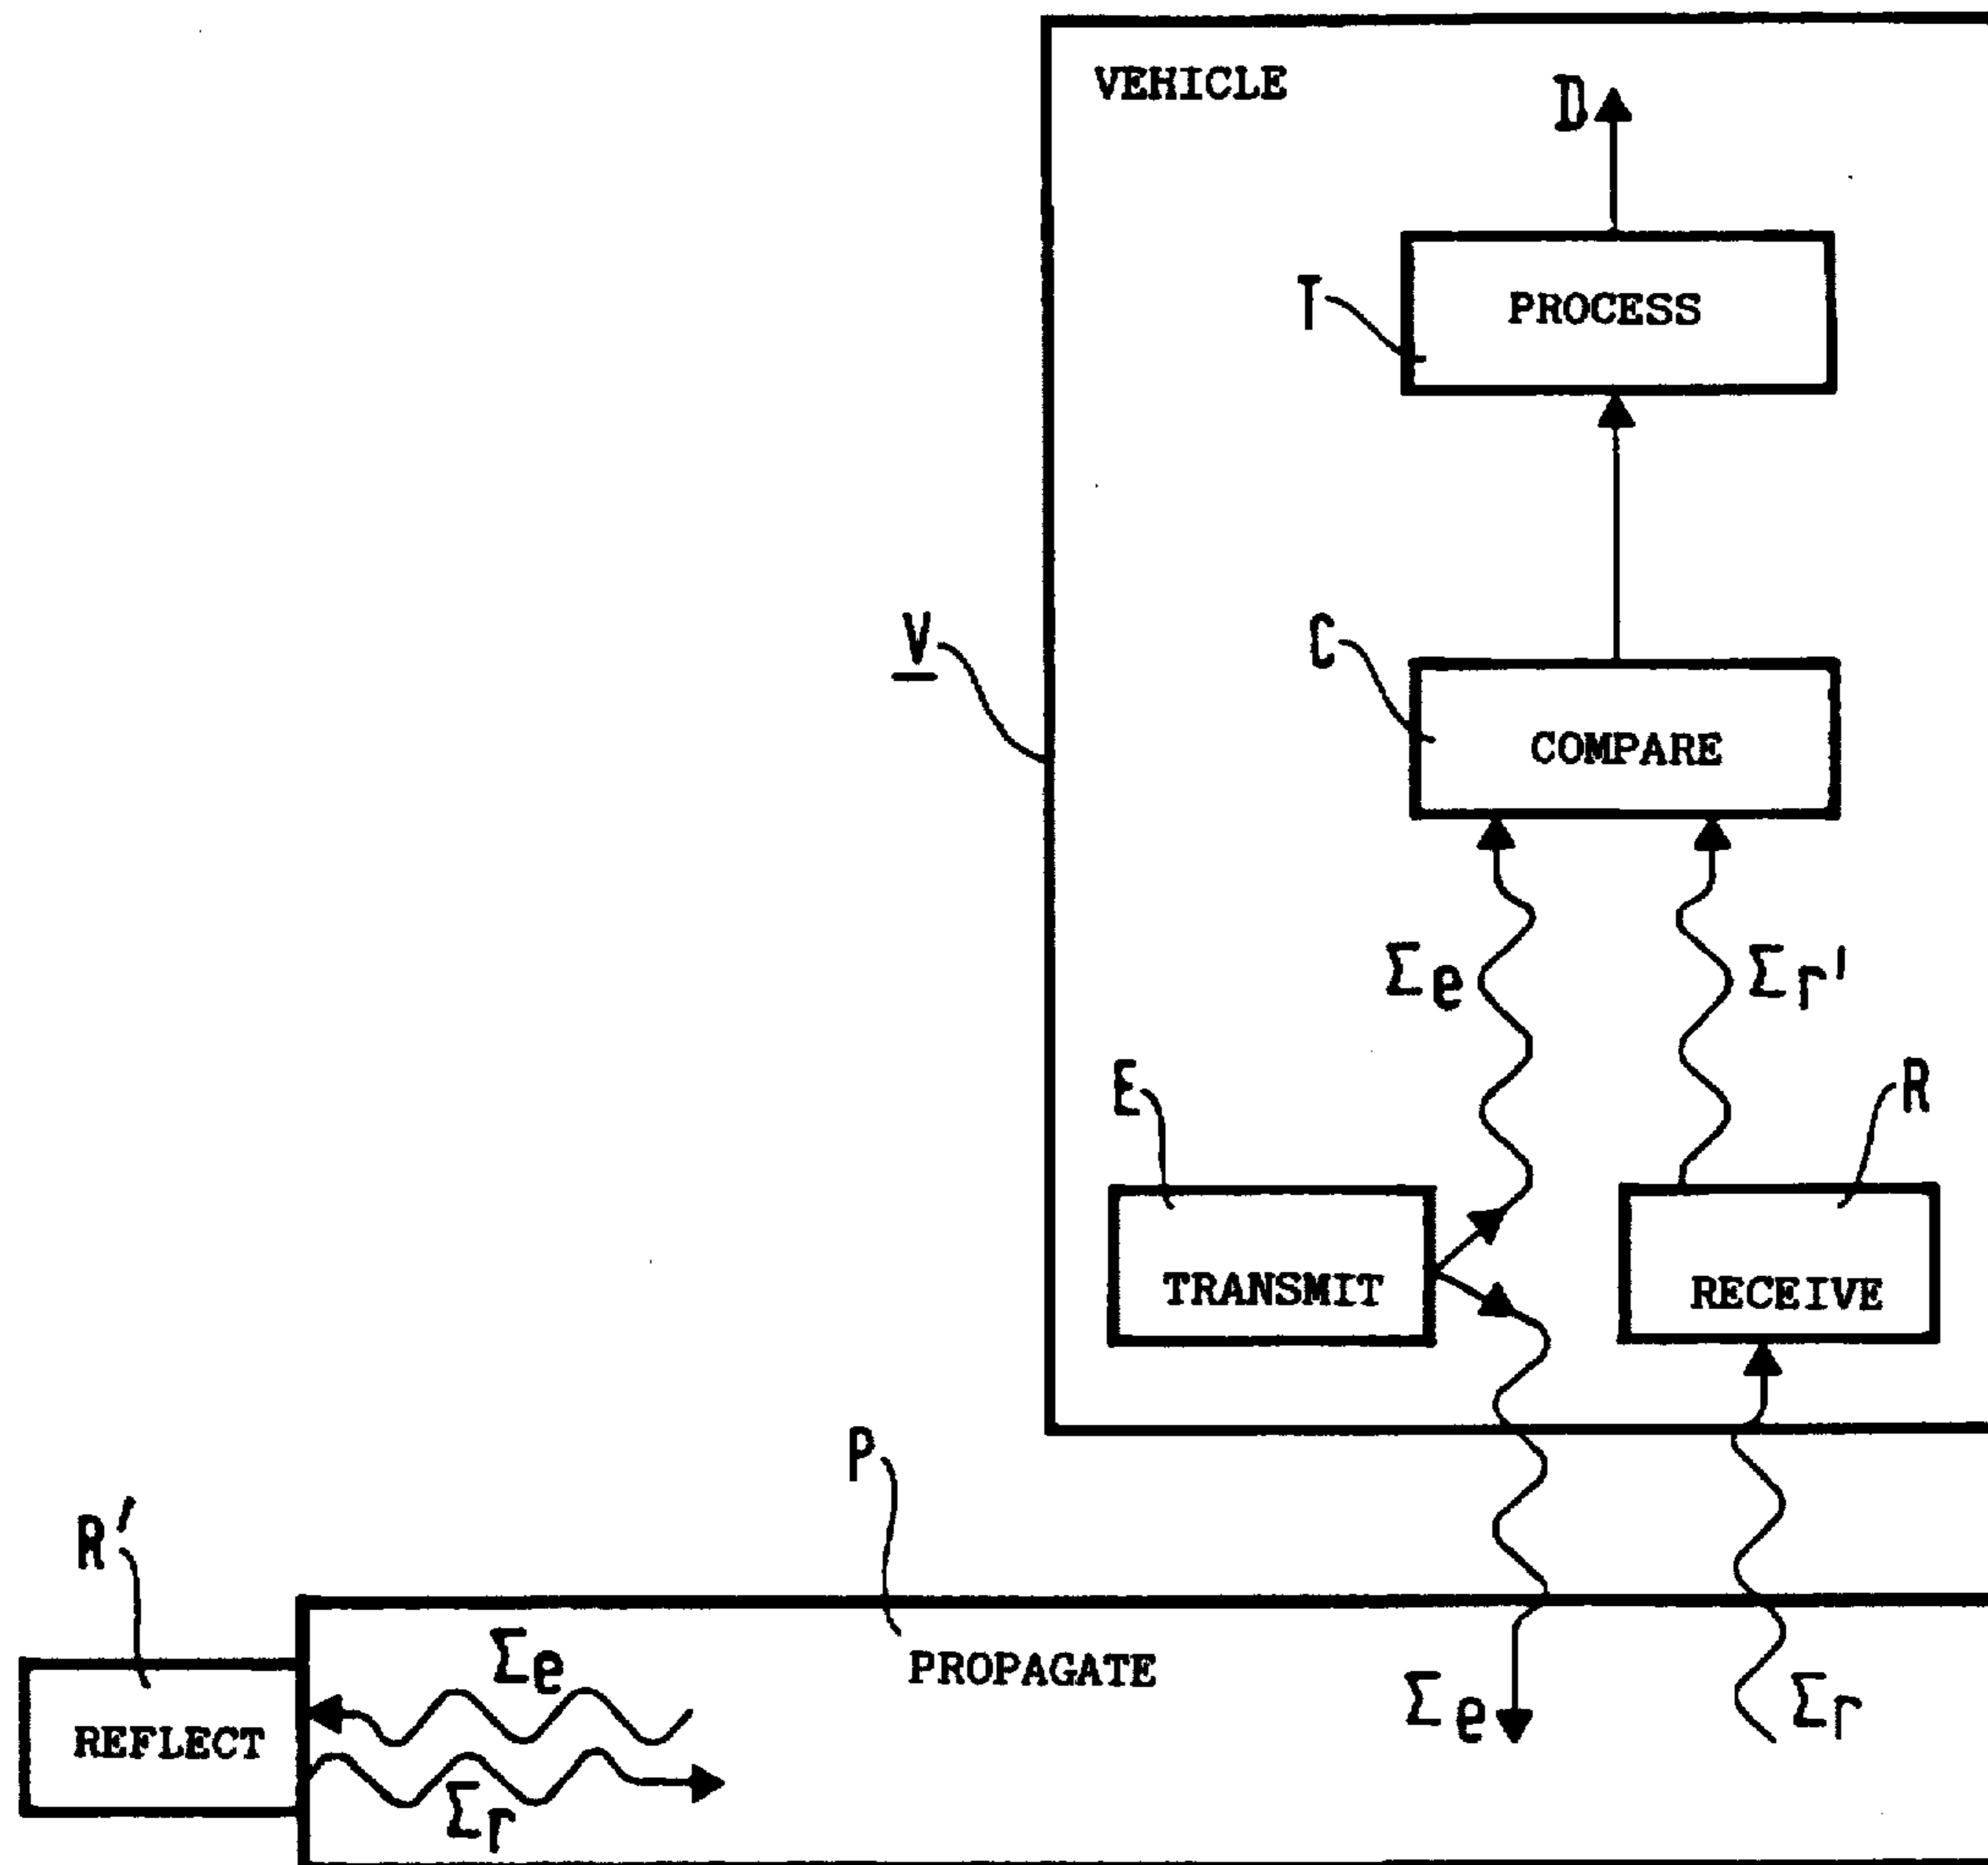 VEHICLE
D
T
PROCESS
V
C
COMPARE
Σe
Σr'
E
R
TRANSMIT
RECEIVE
P
R′
Σe
PROPAGATE
Σe
Σr
REFLECT
Σr